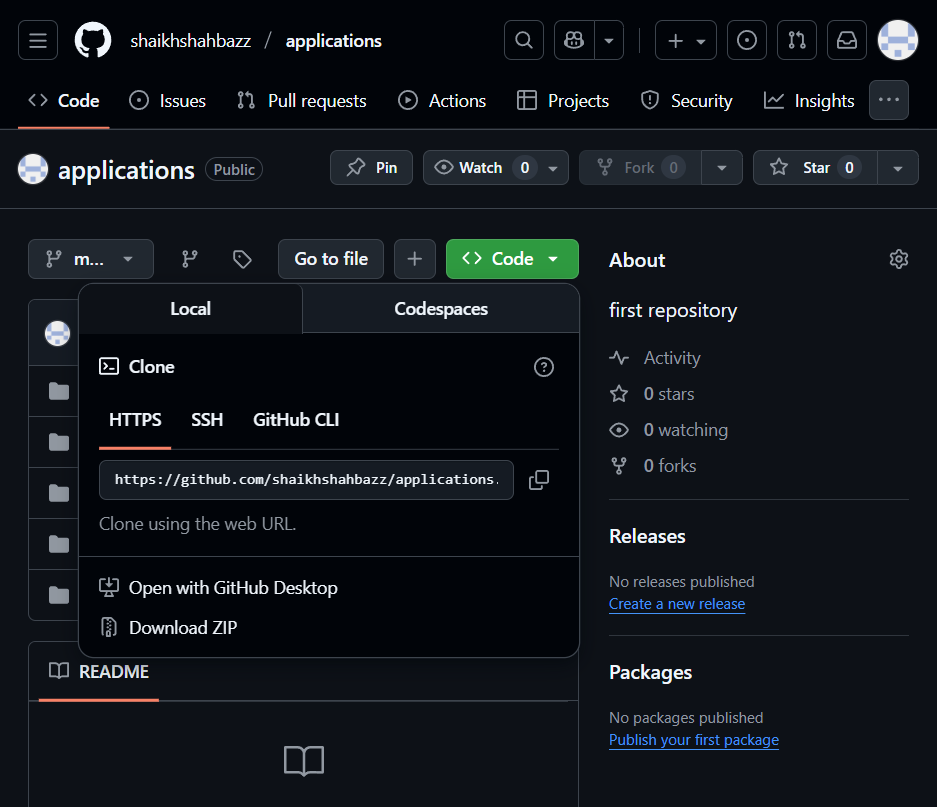 shaikhshahbazz / applications
Code Issues Pull requests Actions Projects Security Insights
applications Public Pin Watch 0 Fork 0 Star 0
m... Go to file Code
About
Local Codespaces
first repository
Clone
Activity
0 stars
HTTPS SSH GitHub CLI
0 watching
0 forks
https://github.com/shaikhshahbazz/applications.
Clone using the web URL.
Releases
No releases published
Create a new release
Open with GitHub Desktop
Download ZIP
README
Packages
No packages published
Publish your first package